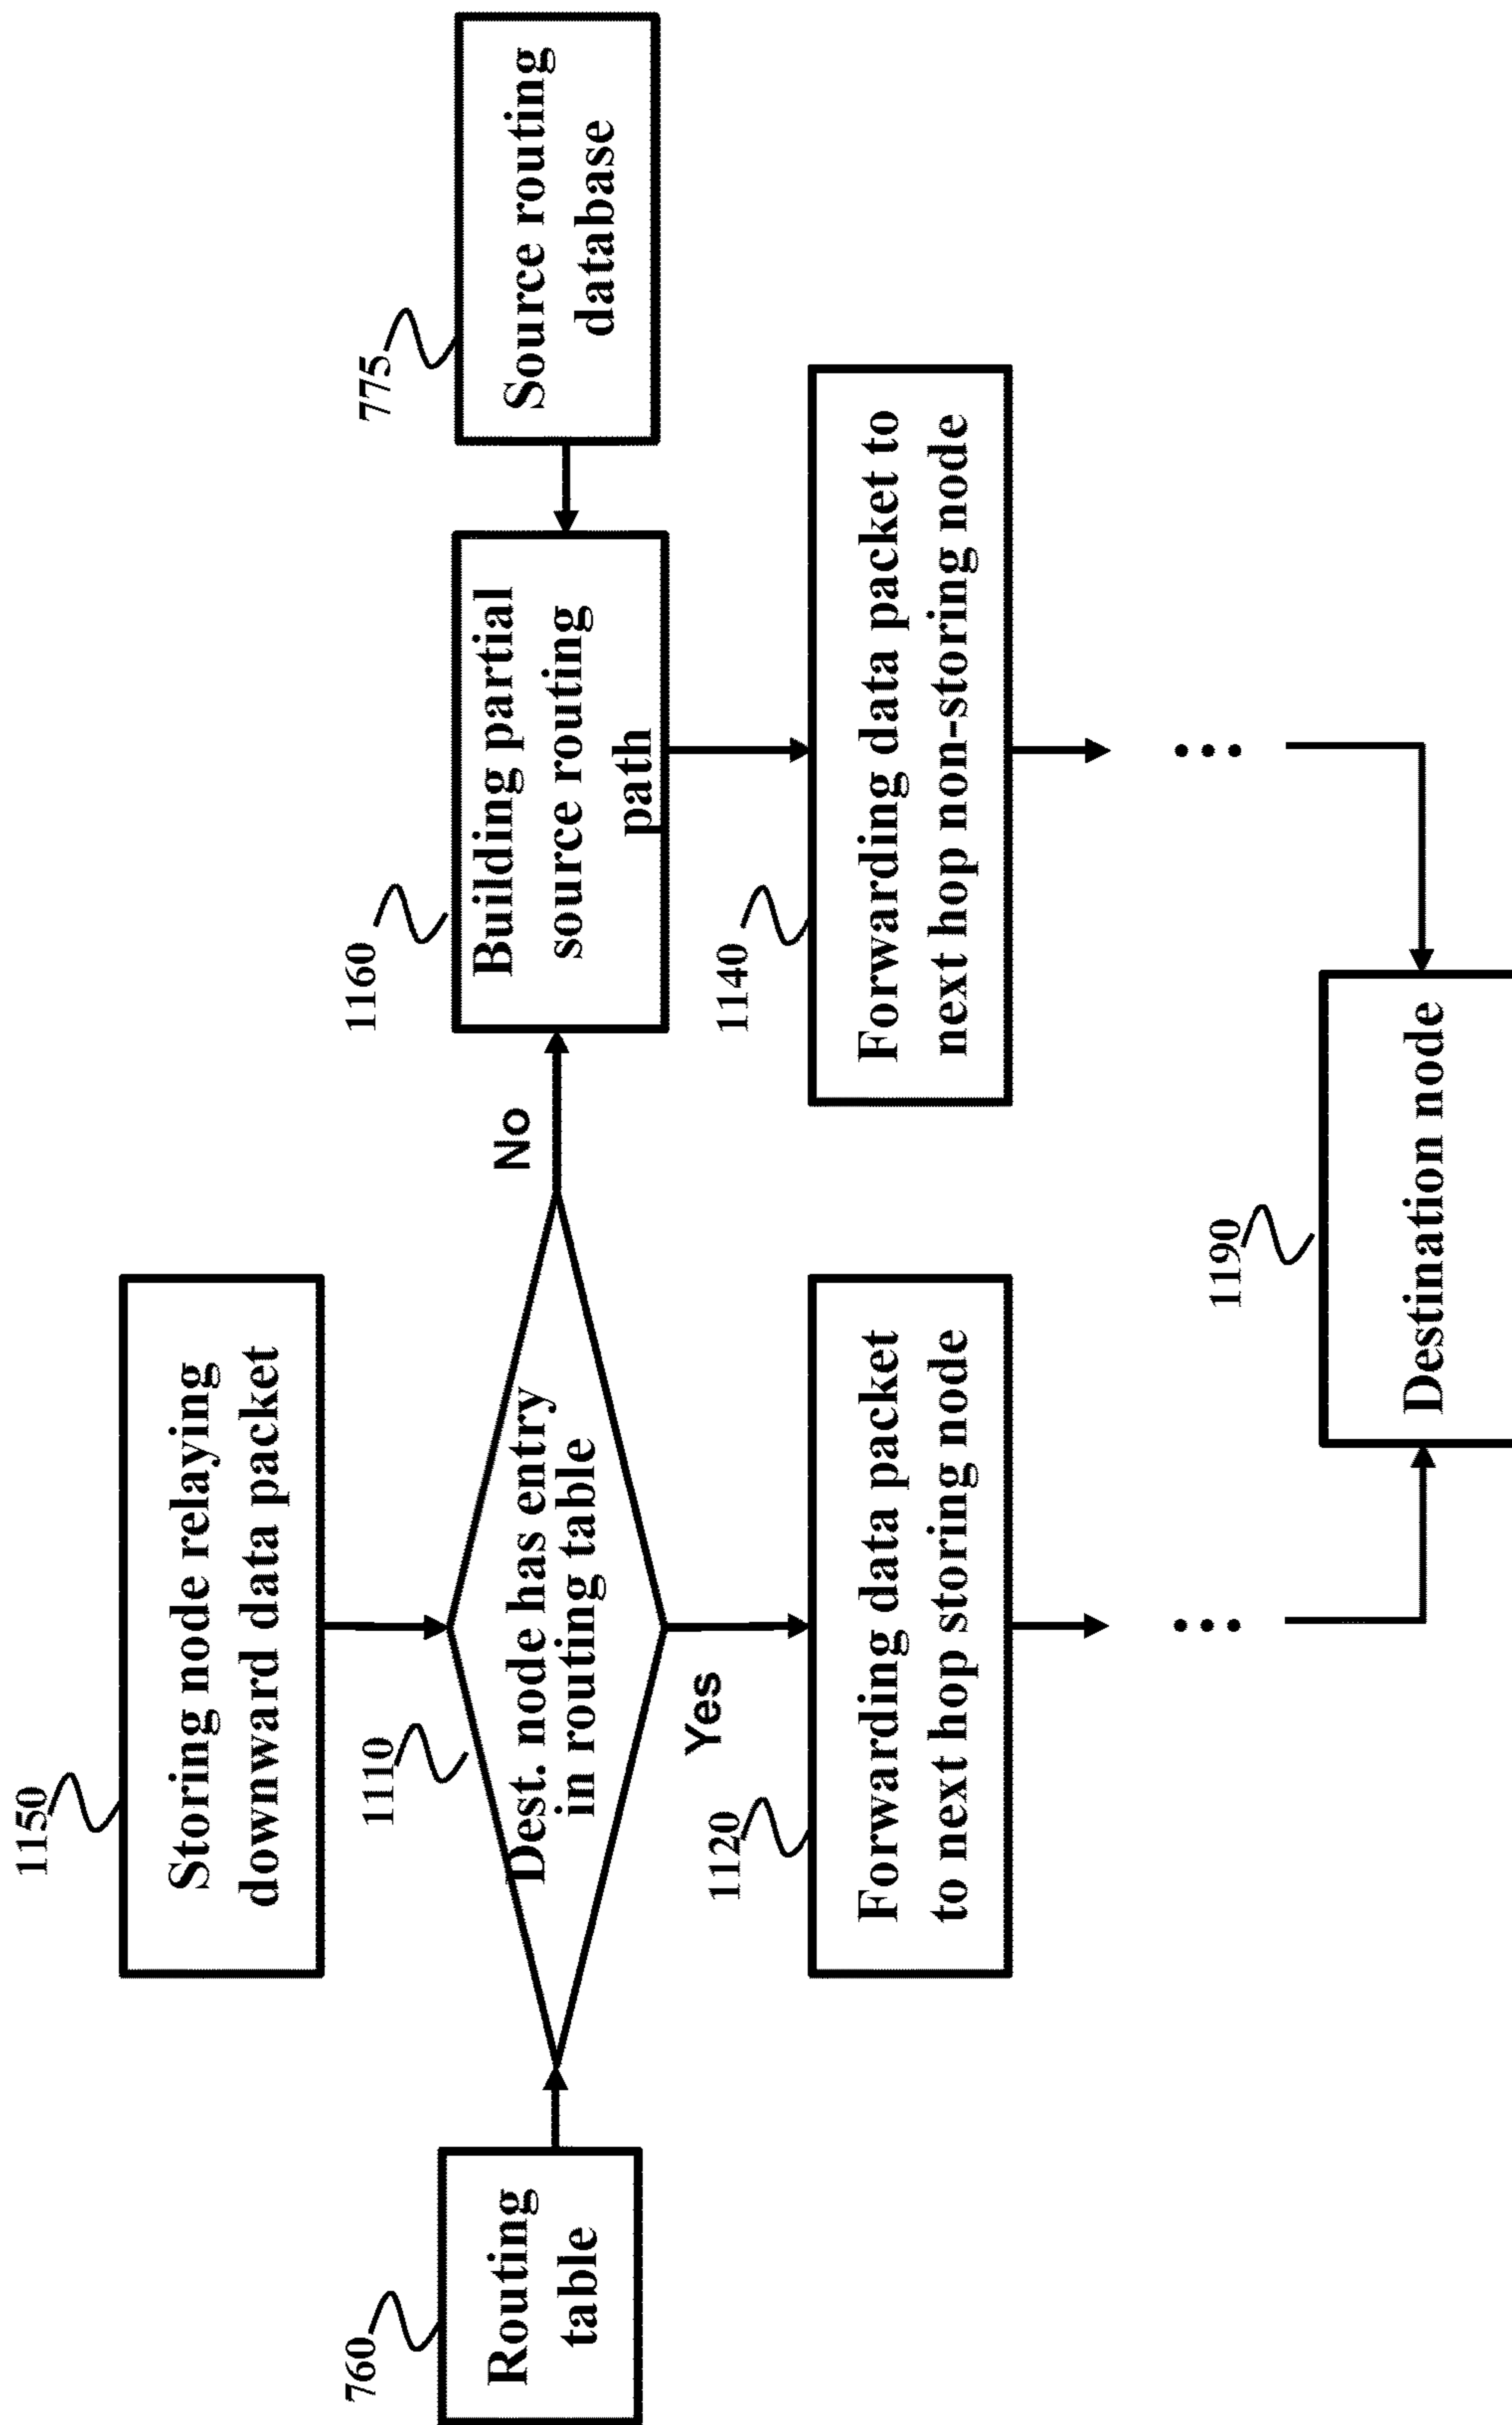 1150
Storing node relaying
downward data packet
760
Routing
table
1110
Dest. node has entry
in routing table
No
1160
Building partial
source routing
path
775
Source routing
database
Yes
1120
Forwarding data packet
to next hop storing node
1140
Forwarding data packet to
next hop non-storing node
...
...
1190
Destination node